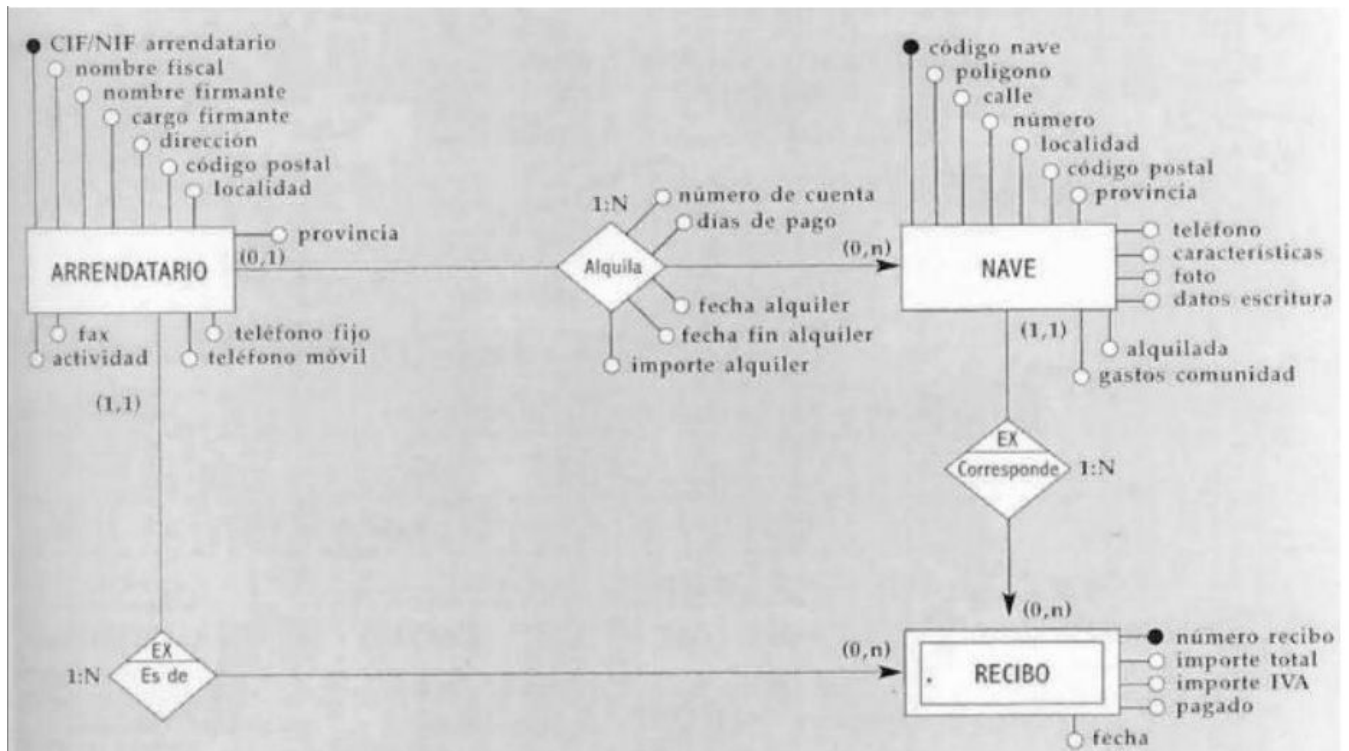 CIF/NIF arrendatario
nombre fiscal
nombre firmante
cargo firmante
dirección
código postal
localidad
provincia
ARRENDATARIO
(0,1)
fax
actividad
teléfono fijo
teléfono móvil
(1,1)
1:N
número de cuenta
días de pago
Alquila
(0,n)
fecha alquiler
fecha fin alquiler
importe alquiler
código nave
polígono
calle
número
localidad
código postal
provincia
NAVE
teléfono
características
foto
datos escritura
(1,1)
alquilada
gastos comunidad
EX
Corresponde
1:N
(0,n)
1:N
EX
Es de
(0,n)
RECIBO
número recibo
importe total
importe IVA
pagado
fecha